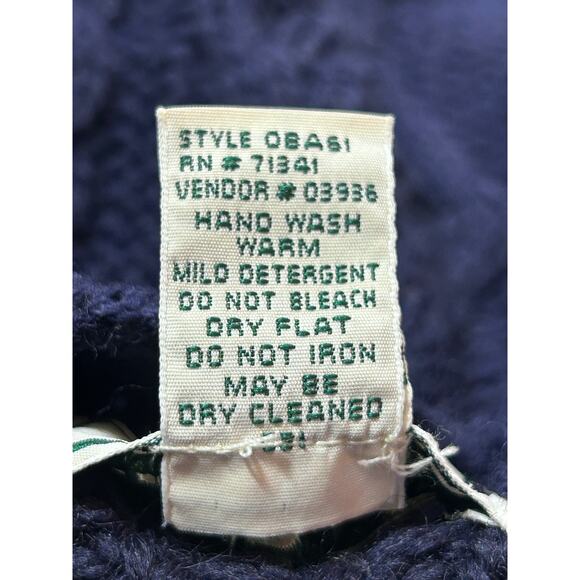 STYLE OBASI
RN # 71341
VENDOR # 03936
HAND WASH
WARM
MILD DETERGENT
DO NOT BLEACH
DRY FLAT
DO NOT IRON
MAY BE
DRY CLEANED